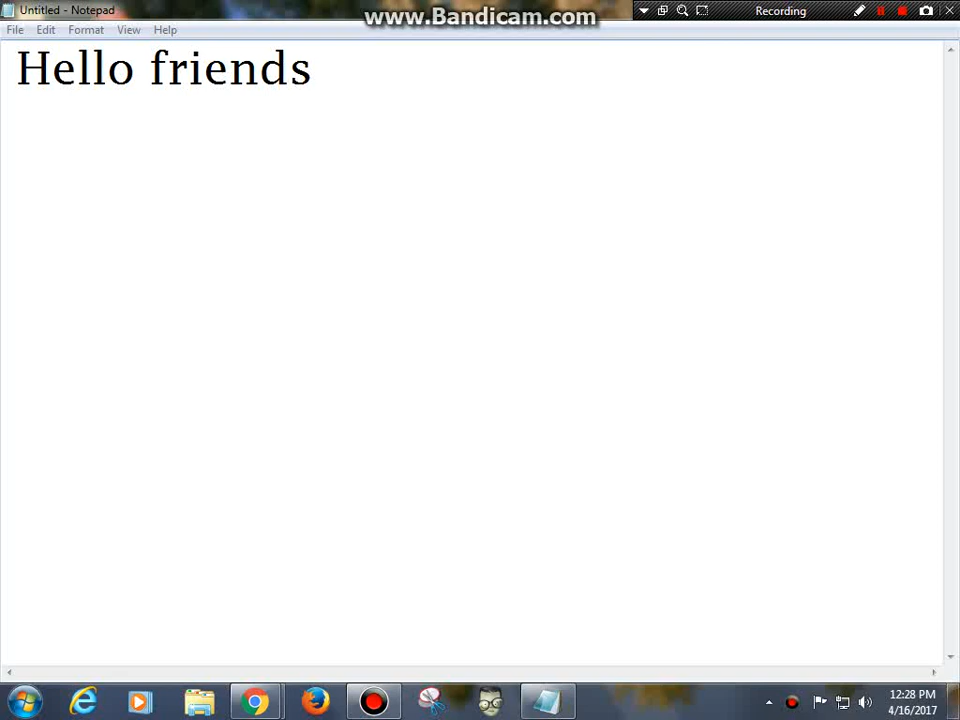 Untitled - Notepad
www.Bandicam.com
Recording
File Edit Format View Help
Hello friends
12:28 PM
4/16/2017